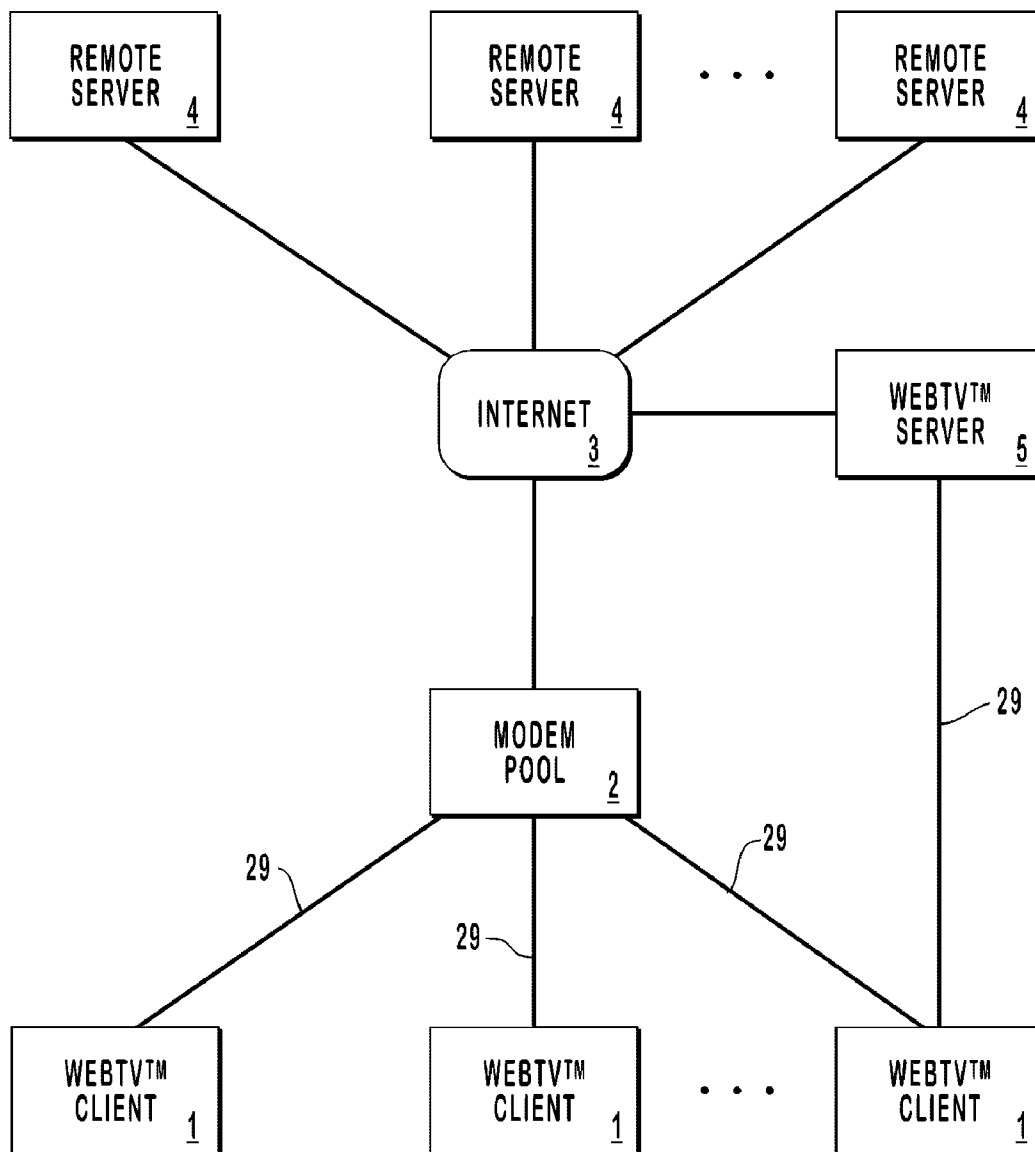 REMOTE
SERVER
4
REMOTE
SERVER
4
REMOTE
SERVER
4
INTERNET
3
WEBTV™
SERVER
5
MODEM
POOL
2
29
29
29
29
WEBTV™
CLIENT
1
WEBTV™
CLIENT
1
WEBTV™
CLIENT
1